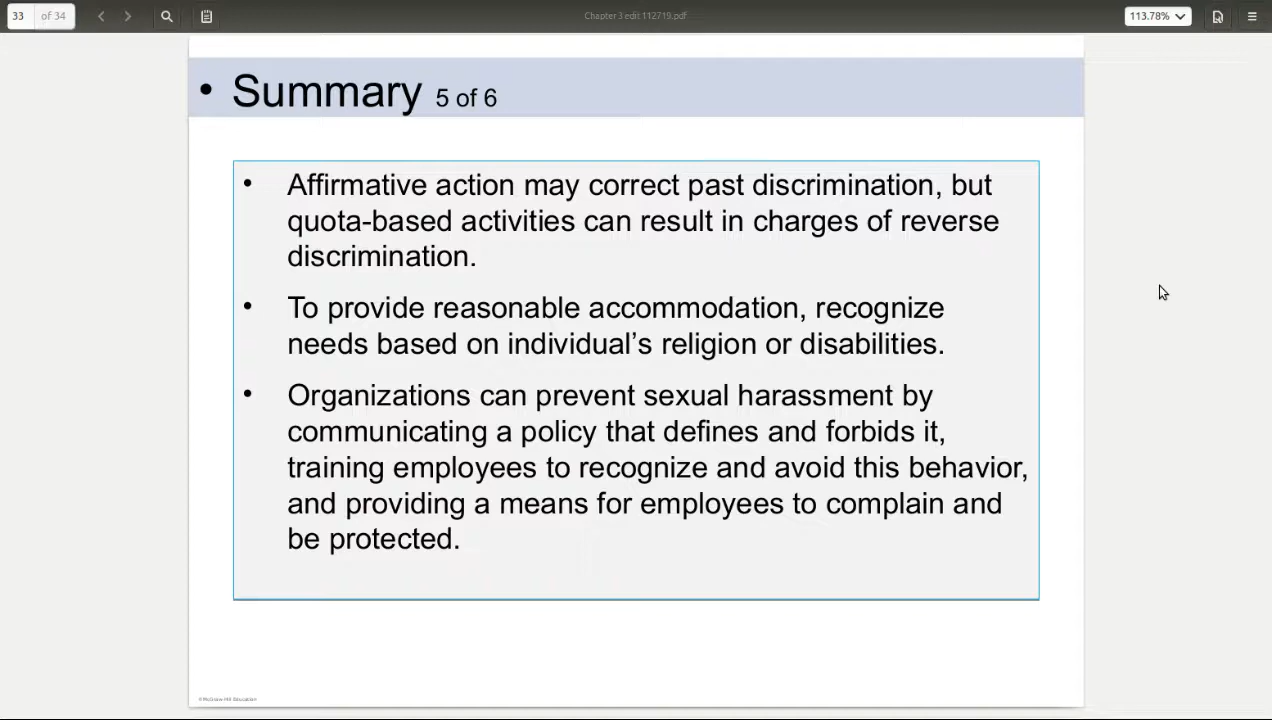 33 of 34
Chapter 3 edit 112719.pdf
113.78%
• Summary 5 of 6
• Affirmative action may correct past discrimination, but
quota-based activities can result in charges of reverse
discrimination.
• To provide reasonable accommodation, recognize
needs based on individual’s religion or disabilities.
• Organizations can prevent sexual harassment by
communicating a policy that defines and forbids it,
training employees to recognize and avoid this behavior,
and providing a means for employees to complain and
be protected.
©McGraw-Hill Education